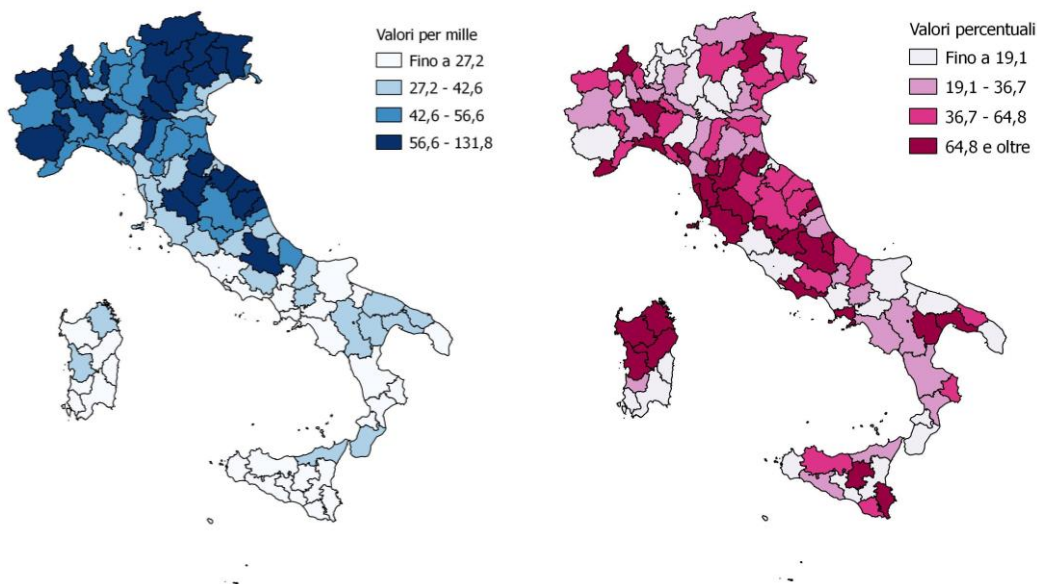 Valori per mille
Fino a 27,2
27,2 - 42,6
42,6 - 56,6
56,6 - 131,8
Valori percentuali
Fino a 19,1
19,1 - 36,7
36,7 - 64,8
64,8 e oltre